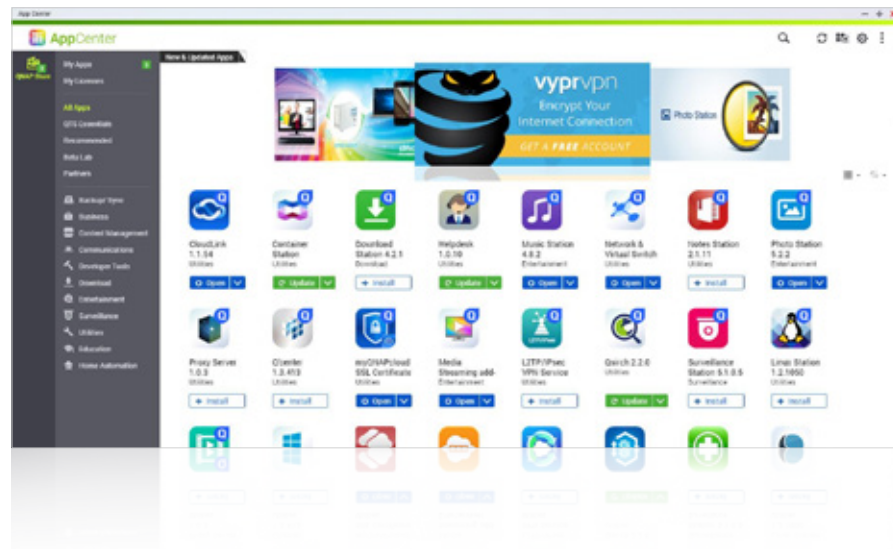 App Center
AppCenter
My Apps
My Licenses
All Apps
QTS Essentials
Recommended
Beta Lab
Partners
Backup/ Sync
Business
Content Management
Communications
Developer Tools
Download
Entertainment
Surveillance
Utilities
Education
Home Automation
New & Updated Apps
vyprvpn
Encrypt Your
Internet Connection
GET A FREE ACCOUNT
Photo Station
CloudLink
1.1.54
Utilities
Open
Container
Station
Utilities
Update
Download
Station 4.2.1
Download
+ Install
Helpdesk
1.0.10
Utilities
Update
Music Station
4.8.2
Entertainment
Open
Network &
Virtual Switch
Utilities
Open
Notes Station
2.1.11
Utilities
+ Install
Photo Station
5.2.2
Entertainment
Open
Proxy Server
1.0.3
Utilities
+ Install
Q'center
Utilities
+ Install
myQNAPcloud
SSL Certificate
Utilities
Open
Media
Streaming add-
Entertainment
Open
L2TP/IPsec
L2TP/IPsec
VPN Service
Utilities
+ Install
Qsirch 2.2.0
Utilities
Update
Surveillance
Station 5.1.0.5
Surveillance
+ Install
Linux Station
Utilities
+ Install